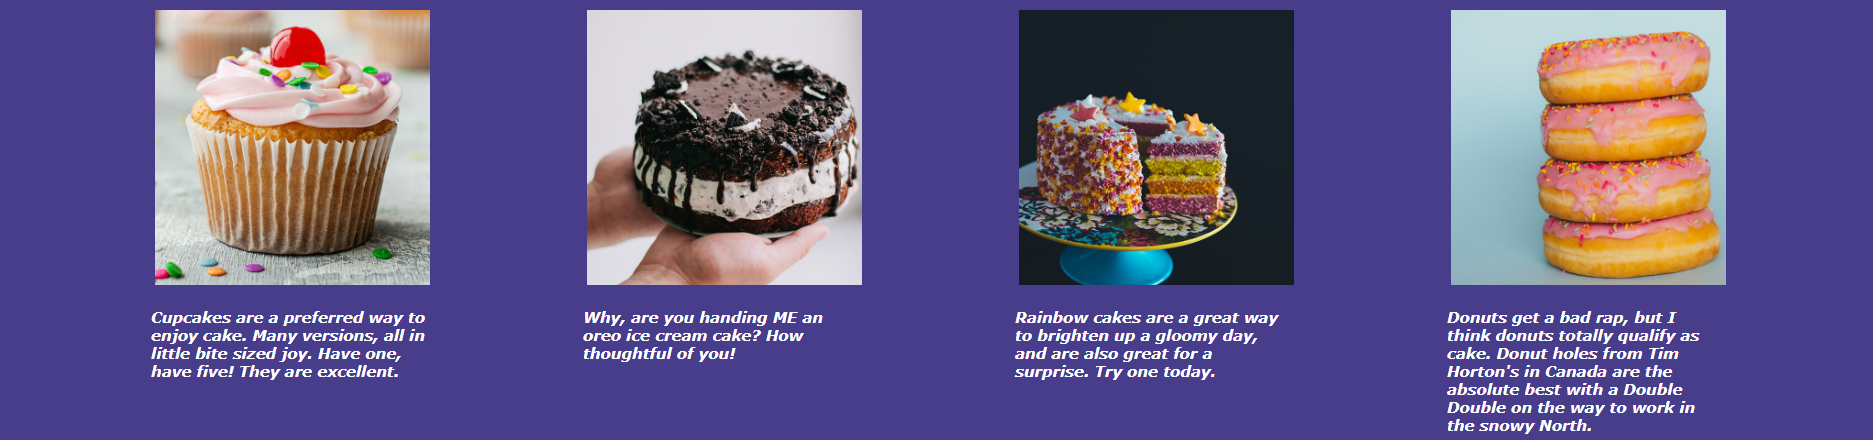 Cupcakes are a preferred way to
enjoy cake. Many versions, all in
little bite sized joy. Have one,
have five! They are excellent.
Why, are you handing ME an
oreo ice cream cake? How
thoughtful of you!
Rainbow cakes are a great way
to brighten up a gloomy day,
and are also great for a
surprise. Try one today.
Donuts get a bad rap, but I
think donuts totally qualify as
cake. Donut holes from Tim
Horton's in Canada are the
absolute best with a Double
Double on the way to work in
the snowy North.